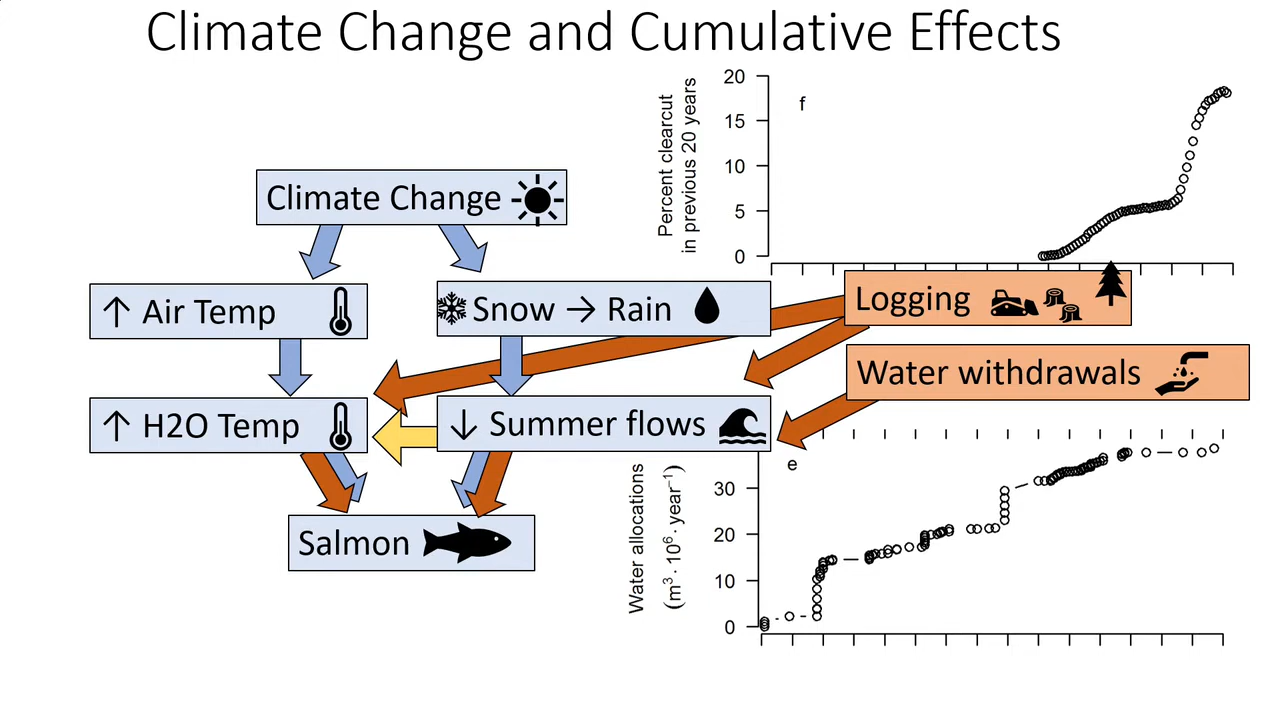 Climate Change and Cumulative Effects
Percent clearcut
in previous 20 years
20
15
10
5
0
f
Climate Change
↑ Air Temp
Snow → Rain
Logging
Water withdrawals
↑ H2O Temp
↓ Summer flows
Salmon
Water allocations
(m³ · 10⁶ · year⁻¹)
e
30
20
10
0